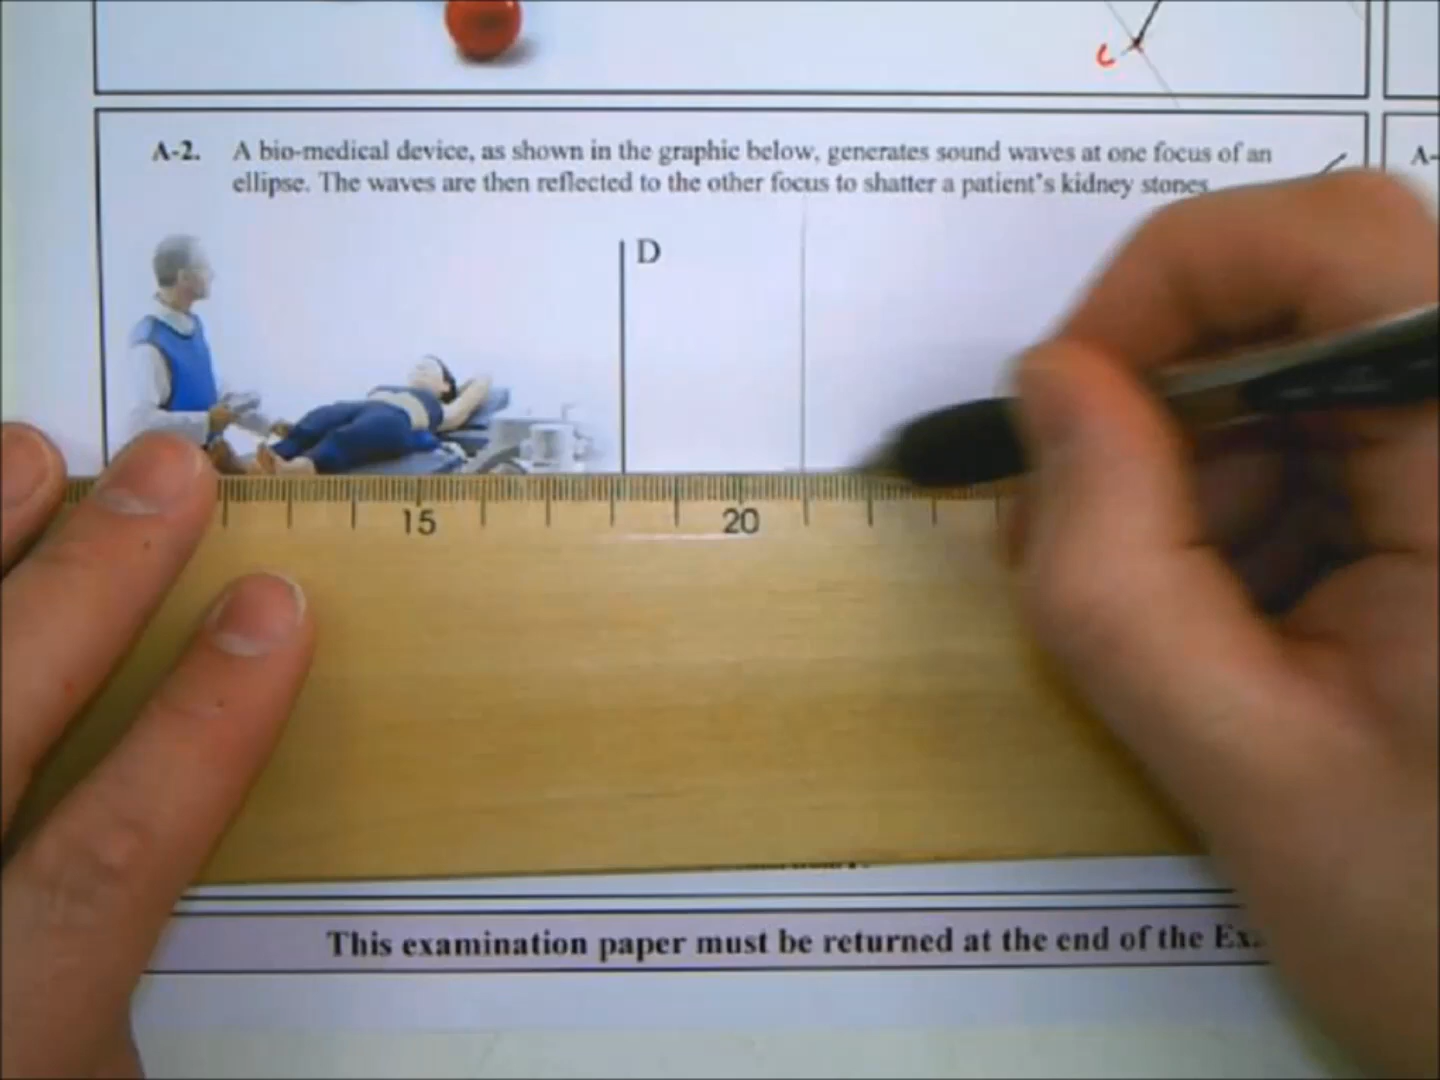 C
A-2. A bio-medical device, as shown in the graphic below, generates sound waves at one focus of an
ellipse. The waves are then reflected to the other focus to shatter a patient's kidney stones
A-
D
15 20
This examination paper must be returned at the end of the